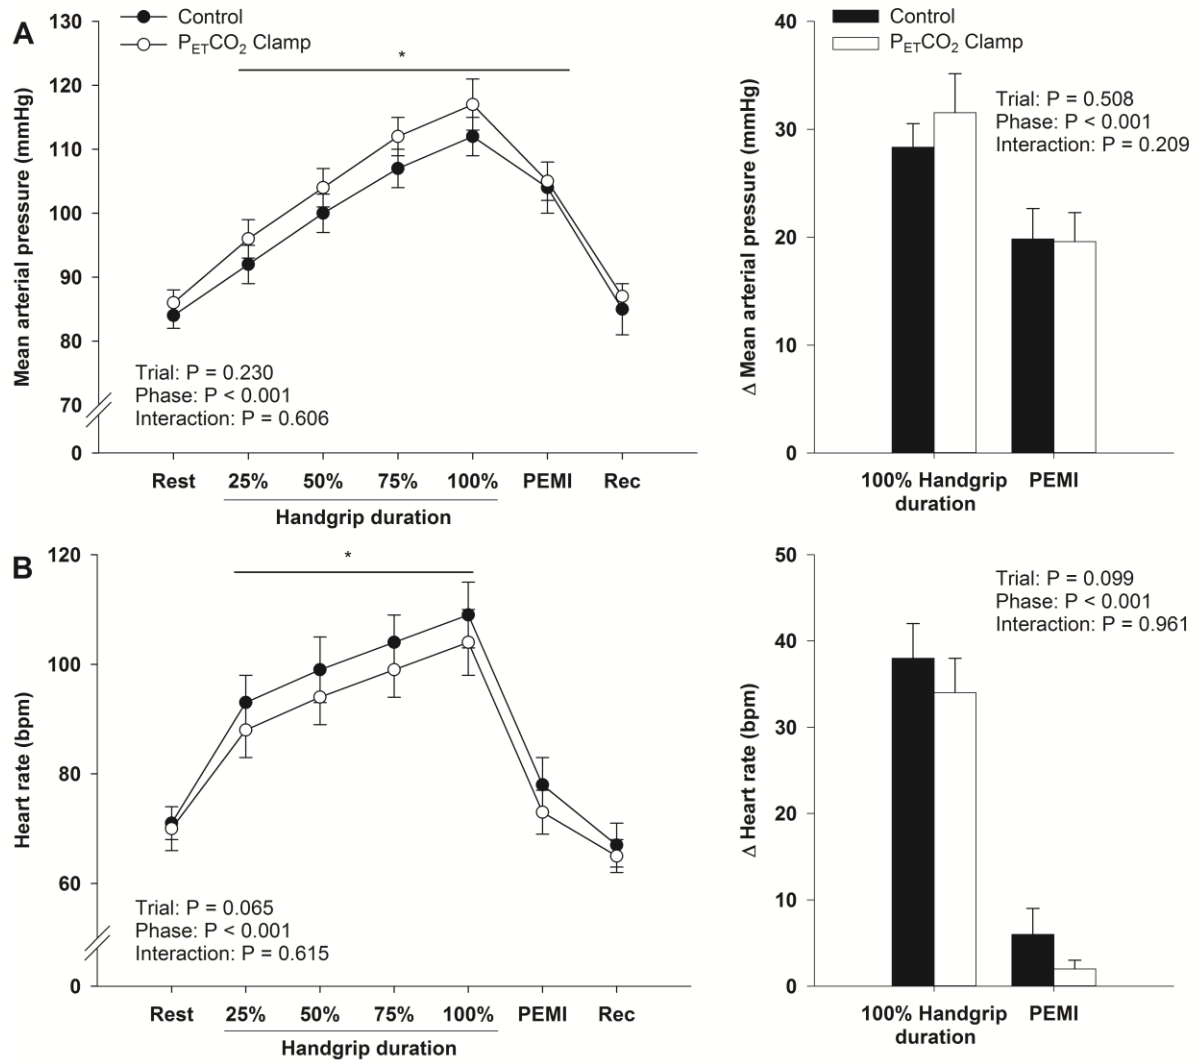 A
Control
P_ETCO₂ Clamp
Mean arterial pressure (mmHg)
130
*
120
110
100
90
80
70
0
Trial: P = 0.230
Phase: P < 0.001
Interaction: P = 0.606
Rest 25% 50% 75% 100% PEMI Rec
Handgrip duration
Control
P_ETCO₂ Clamp
Δ Mean arterial pressure (mmHg)
40
30
20
10
0
Trial: P = 0.508
Phase: P < 0.001
Interaction: P = 0.209
100% Handgrip PEMI
duration
B
Heart rate (bpm)
120
*
100
80
60
0
Trial: P = 0.065
Phase: P < 0.001
Interaction: P = 0.615
Rest 25% 50% 75% 100% PEMI Rec
Handgrip duration
Δ Heart rate (bpm)
50
40
30
20
10
0
Trial: P = 0.099
Phase: P < 0.001
Interaction: P = 0.961
100% Handgrip PEMI
duration